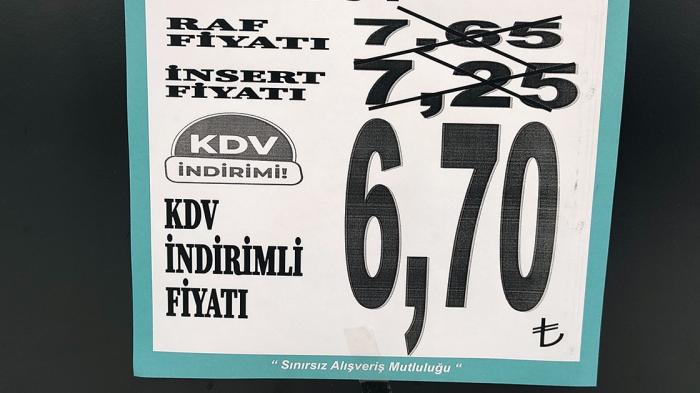 RAF 7,65
FİYATI
İNSERT 7,25
FİYATI
KDV
İNDİRİMİ!
KDV 6,70
İNDİRİMLİ
FİYATI
₺
“ Sınırsız Alışveriş Mutluluğu “